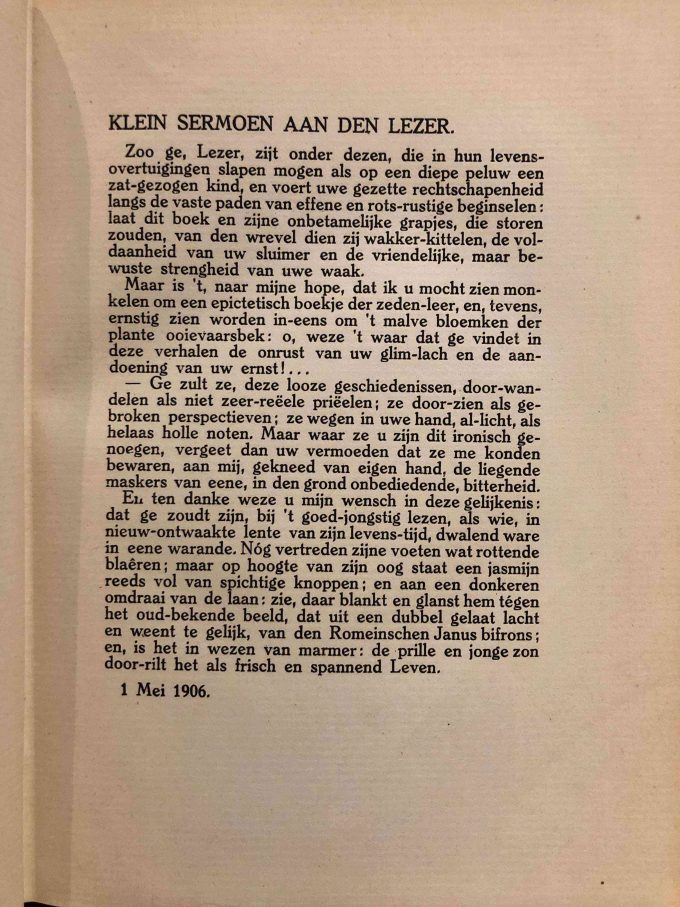 KLEIN SERMOEN AAN DEN LEZER.
Zoo ge, Lezer, zijt onder dezen, die in hun levens-
overtuigingen slapen mogen als op een diepe peluw een
zat-gezogen kind, en voert uwe gezette rechtschapenheid
langs de vaste paden van effene en rots-rustige beginselen:
laat dit boek en zijne onbetamelijke grapjes, die storen
zouden, van den wrevel dien zij wakker-kittelen, de vol-
daanheid van uw sluimer en de vriendelijke, maar be-
wuste strengheid van uwe waak.
Maar is 't, naar mijne hope, dat ik u mocht zien mon-
kelen om een epictetisch boekje der zeden-leer, en, tevens,
ernstig zien worden in-eens om 't malve bloemken der
plante ooievaarsbek: o, weze 't waar dat ge vindet in
deze verhalen de onrust van uw glim-lach en de aan-
doening van uw ernst!...
— Ge zult ze, deze looze geschiedenissen, door-wan-
delen als niet zeer-reëele priëelen; ze door-zien als ge-
broken perspectieven; ze wegen in uwe hand, al-licht, als
helaas holle noten. Maar waar ze u zijn dit ironisch ge-
noegen, vergeet dan uw vermoeden dat ze me konden
bewaren, aan mij, gekneed van eigen hand, de liegende
maskers van eene, in den grond onbediedende, bitterheid.
En ten danke weze u mijn wensch in deze gelijkenis:
dat ge zoudt zijn, bij 't goed-jongstig lezen, als wie, in
nieuw-ontwaakte lente van zijn levens-tijd, dwalend ware
in eene warande. Nóg vertreden zijne voeten wat rottende
blaêren; maar op hoogte van zijn oog staat een jasmijn
reeds vol van spichtige knoppen; en aan een donkeren
omdraai van de laan: zie, daar blankt en glanst hem tégen
het oud-bekende beeld, dat uit een dubbel gelaat lacht
en weent te gelijk, van den Romeinschen Janus bifrons;
en, is het in wezen van marmer: de prille en jonge zon
door-rilt het als frisch en spannend Leven.
1 Mei 1906.